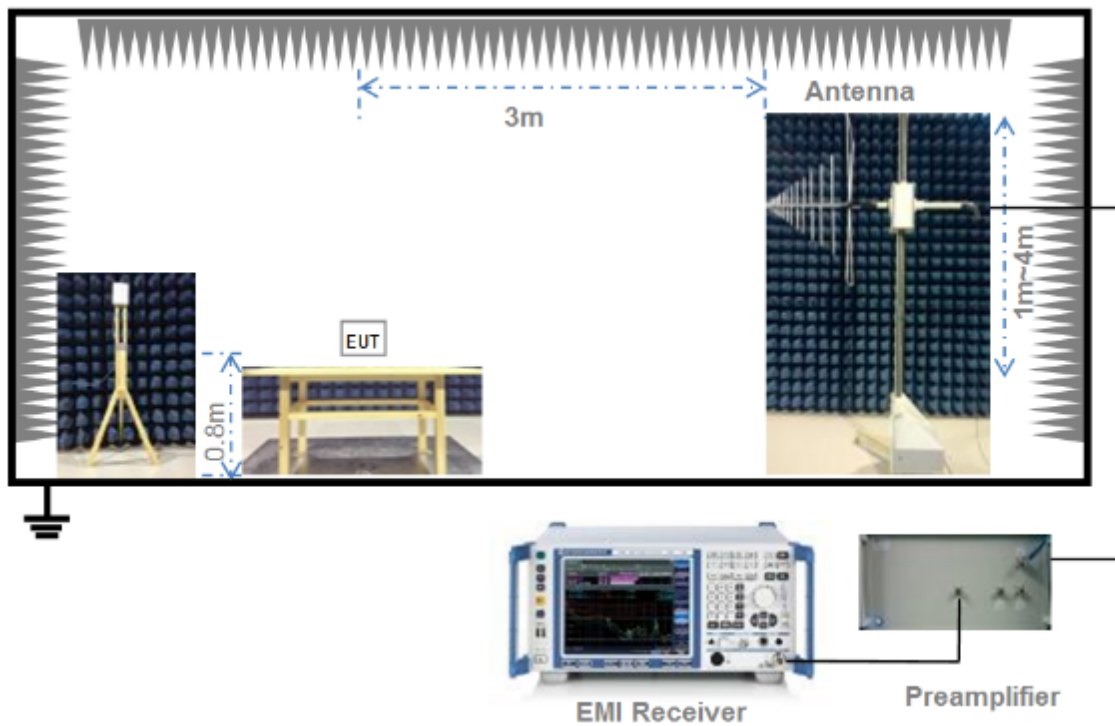 Antenna
3m
1m~4m
EUT
0.8m
EMI Receiver
Preamplifier